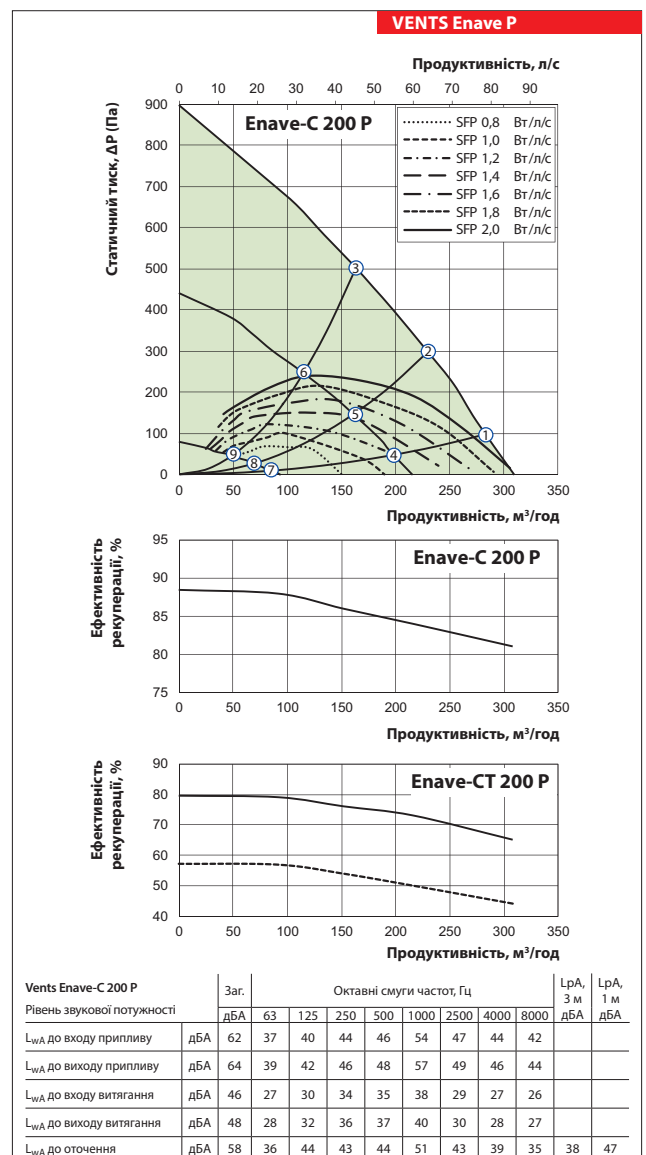 VENTS Enave P
Продуктивність, л/с
0 10 20 30 40 50 60 70 80 90
Статичний тиск, ΔP (Па)
900
800
700
600
500
400
300
200
100
0
Enave-C 200 P
SFP 0,8 Вт/л/с
SFP 1,0 Вт/л/с
SFP 1,2 Вт/л/с
SFP 1,4 Вт/л/с
SFP 1,6 Вт/л/с
SFP 1,8 Вт/л/с
SFP 2,0 Вт/л/с
3
2
6
5
1
9
8
7
4
0 50 100 150 200 250 300 350
Продуктивність, м³/год
Ефективність
рекуперації, %
95
90
85
80
75
Enave-C 200 P
0 50 100 150 200 250 300 350
Продуктивність, м³/год
Ефективність
рекуперації, %
90
80
70
60
50
40
Enave-CT 200 P
0 50 100 150 200 250 300 350
Продуктивність, м³/год
Vents Enave-C 200 P Заг. Октавні смуги частот, Гц LpA, 3 м дБА LpA, 1 м дБА
Рівень звукової потужності дБА 63 125 250 500 1000 2500 4000 8000
LwA до входу припливу дБА 62 37 40 44 46 54 47 44 42
LwA до виходу припливу дБА 64 39 42 46 48 57 49 46 44
LwA до входу витягання дБА 46 27 30 34 35 38 29 27 26
LwA до виходу витягання дБА 48 28 32 36 37 40 30 28 27
LwA до оточення дБА 58 36 44 43 44 51 43 39 35 38 47